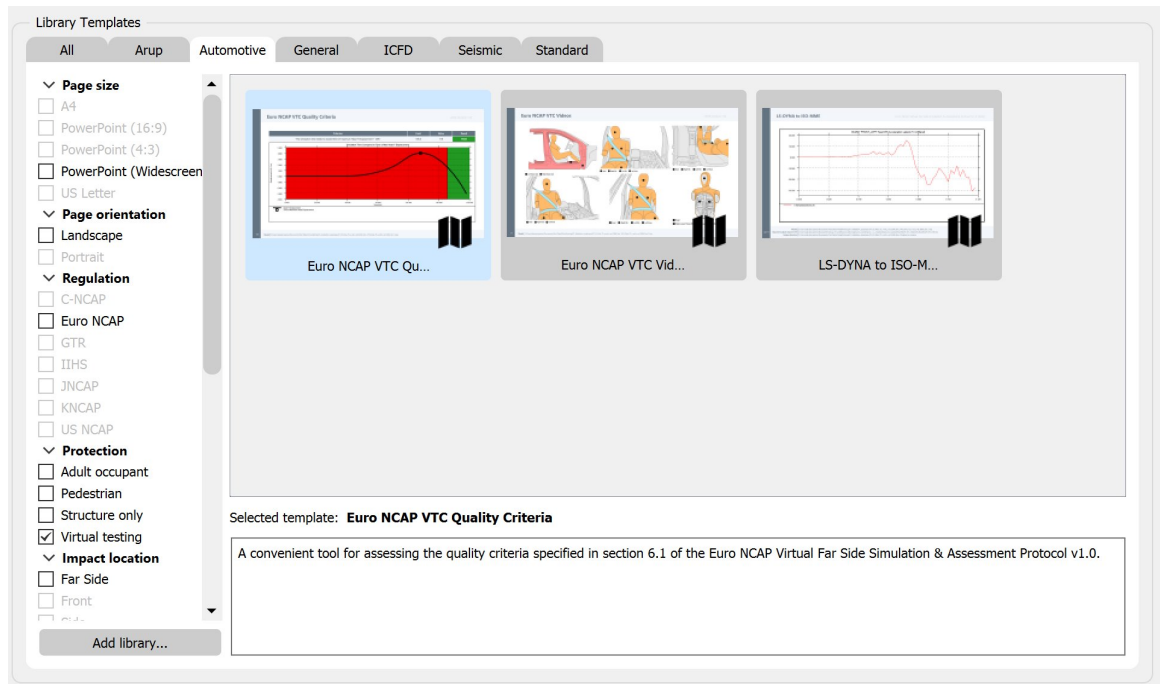 Library Templates
All Arup Automotive General ICFD Seismic Standard
Page size
A4
PowerPoint (16:9)
PowerPoint (4:3)
PowerPoint (Widescreen
US Letter
Page orientation
Landscape
Portrait
Regulation
C-NCAP
Euro NCAP
GTR
IIHS
JNCAP
KNCAP
US NCAP
Protection
Adult occupant
Pedestrian
Structure only
Virtual testing
Impact location
Far Side
Front
Add library...
Euro NCAP VTC Quality Criteria
Euro NCAP VTC Qu...
Euro NCAP VTC Videos
Euro NCAP VTC Vid...
LS-DYNA to ISO-MME
LS-DYNA to ISO-M...
Selected template: Euro NCAP VTC Quality Criteria
A convenient tool for assessing the quality criteria specified in section 6.1 of the Euro NCAP Virtual Far Side Simulation & Assessment Protocol v1.0.